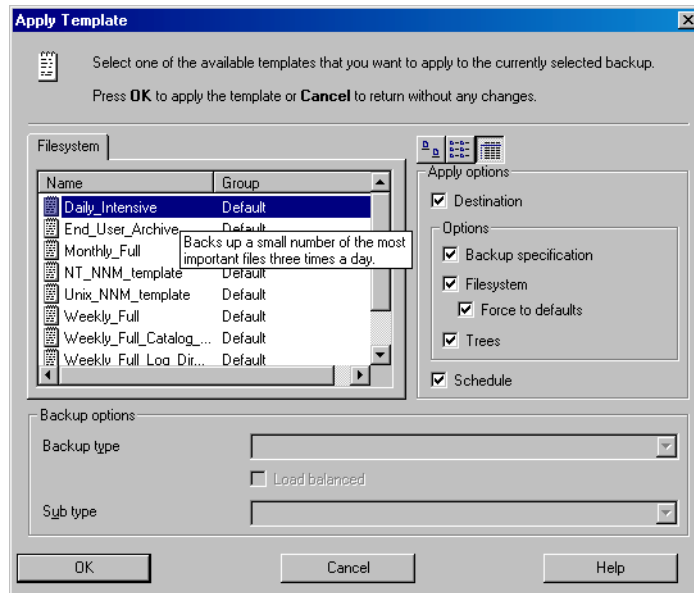 Apply Template
Select one of the available templates that you want to apply to the currently selected backup.
Press OK to apply the template or Cancel to return without any changes.
Filesystem
Name Group
Daily_Intensive Default
End_User_Archive Default
Monthly_Full
NT_NNM_template
Backs up a small number of the most
important files three times a day.
Unix_NNM_template Default
Weekly_Full Default
Weekly_Full_Catalog_... Default
Weekly_Full_Log_Dir... Default
Apply options
Destination
Options
Backup specification
Filesystem
Force to defaults
Trees
Schedule
Backup options
Backup type
Load balanced
Sub type
OK Cancel Help